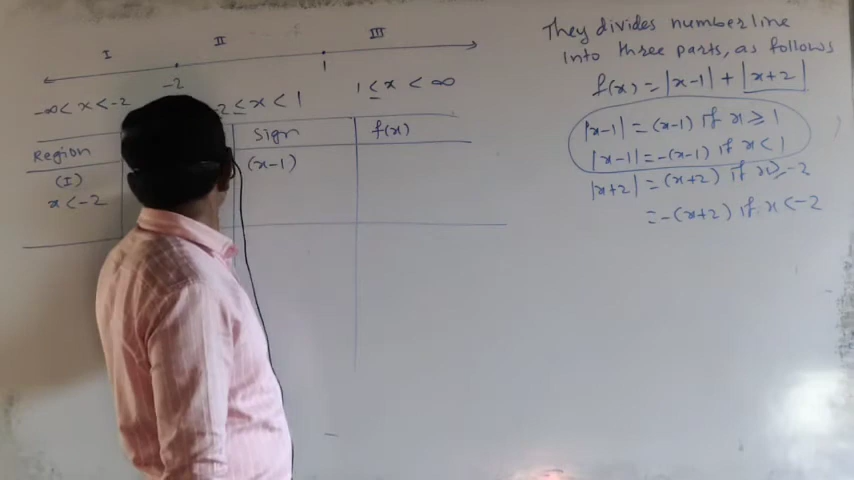 I II III
-2 1
-∞ < x < -2 2 ≤ x < 1 1 ≤ x < ∞
Region Sign f(x)
(I) (x-1)
x < -2
They divides numberline
into three parts, as follows
f(x) = |x-1| + |x+2|
|x-1| = (x-1) if x ≥ 1
|x-1| = -(x-1) if x < 1
|x+2| = (x+2) if x ≥ -2
= -(x+2) if x < -2